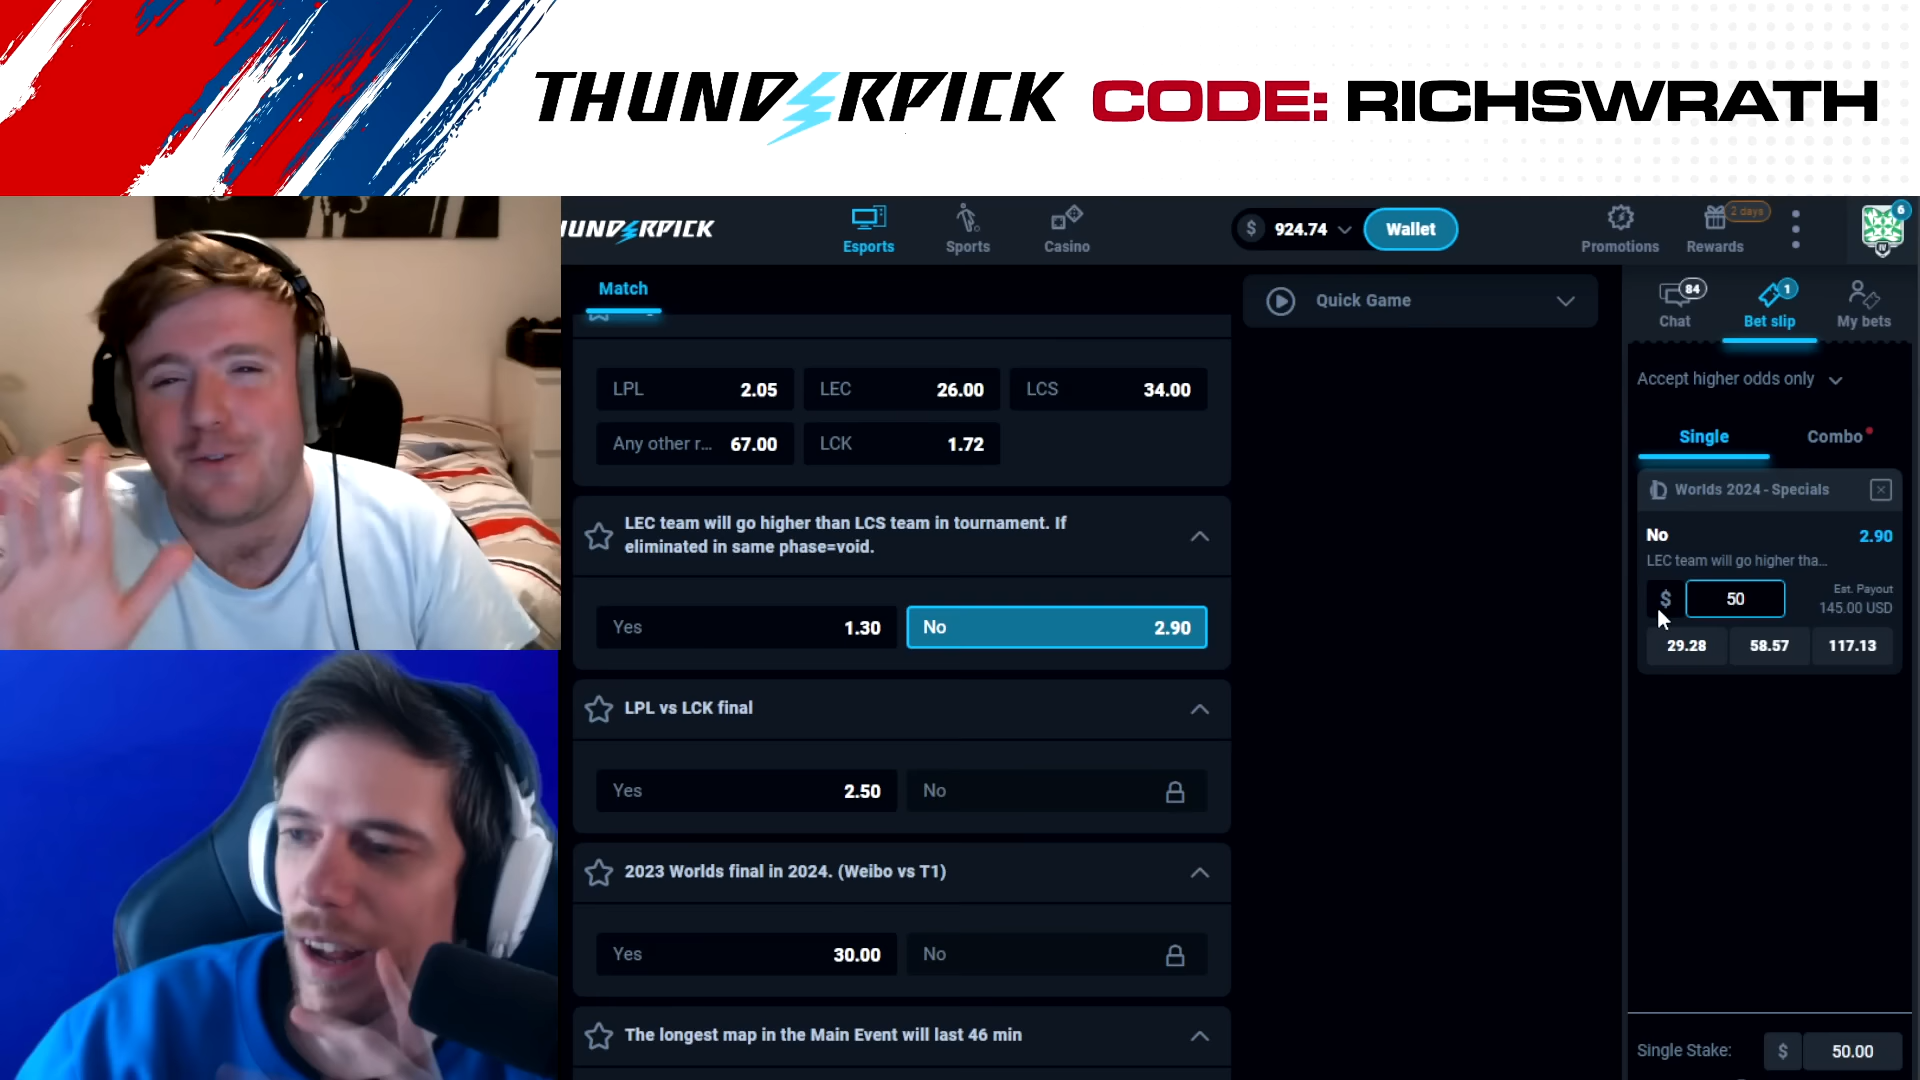 THUNDERPICK CODE: RICHSWRATH
HUNDERPICK
Esports
Sports
Casino
$ 924.74
Wallet
Promotions
2 days
Rewards
6
IV
Match
Quick Game
84
Chat
1
Bet slip
My bets
Accept higher odds only
LPL 2.05
LEC 26.00
LCS 34.00
Any other r... 67.00
LCK 1.72
Single
Combo
Worlds 2024 - Specials
No 2.90
LEC team will go higher tha...
$ 50
Est. Payout
145.00 USD
29.28 58.57 117.13
LEC team will go higher than LCS team in tournament. If
eliminated in same phase=void.
Yes 1.30
No 2.90
LPL vs LCK final
Yes 2.50
No
2023 Worlds final in 2024. (Weibo vs T1)
Yes 30.00
No
The longest map in the Main Event will last 46 min
Single Stake: $ 50.00